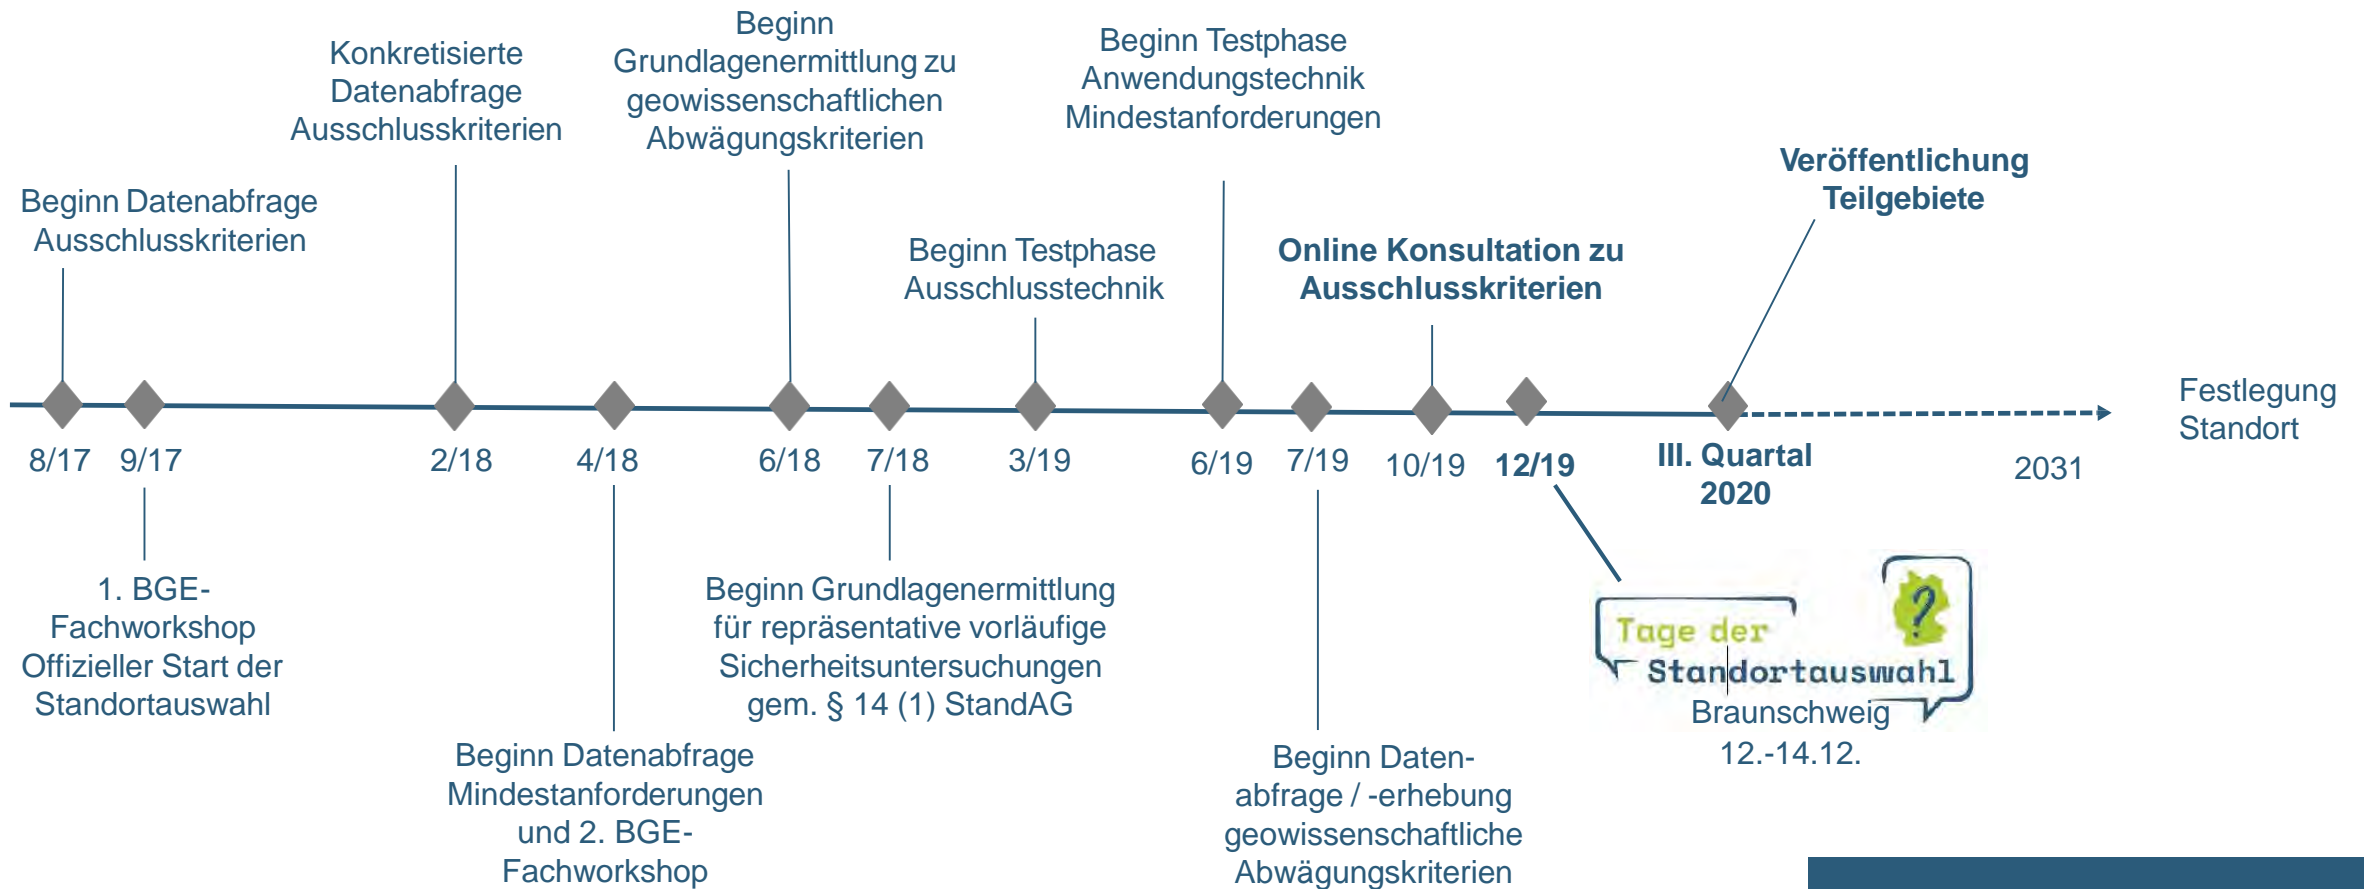 Beginn Datenabfrage
Ausschlusskriterien
Konkretisierte
Datenabfrage
Ausschlusskriterien
Beginn
Grundlagenermittlung zu
geowissenschaftlichen
Abwägungskriterien
Beginn Testphase
Ausschlusstechnik
Beginn Testphase
Anwendungstechnik
Mindestanforderungen
Online Konsultation zu
Ausschlusskriterien
Veröffentlichung
Teilgebiete
Festlegung
Standort
8/17
9/17
2/18
4/18
6/18
7/18
3/19
6/19
7/19
10/19
12/19
III. Quartal
2020
2031
1. BGE-
Fachworkshop
Offizieller Start der
Standortauswahl
Beginn Datenabfrage
Mindestanforderungen
und 2. BGE-
Fachworkshop
Beginn Grundlagenermittlung
für repräsentative vorläufige
Sicherheitsuntersuchungen
gem. § 14 (1) StandAG
Beginn Daten-
abfrage / -erhebung
geowissenschaftliche
Abwägungskriterien
?
Tage der
Standortauswahl
Braunschweig
12.-14.12.